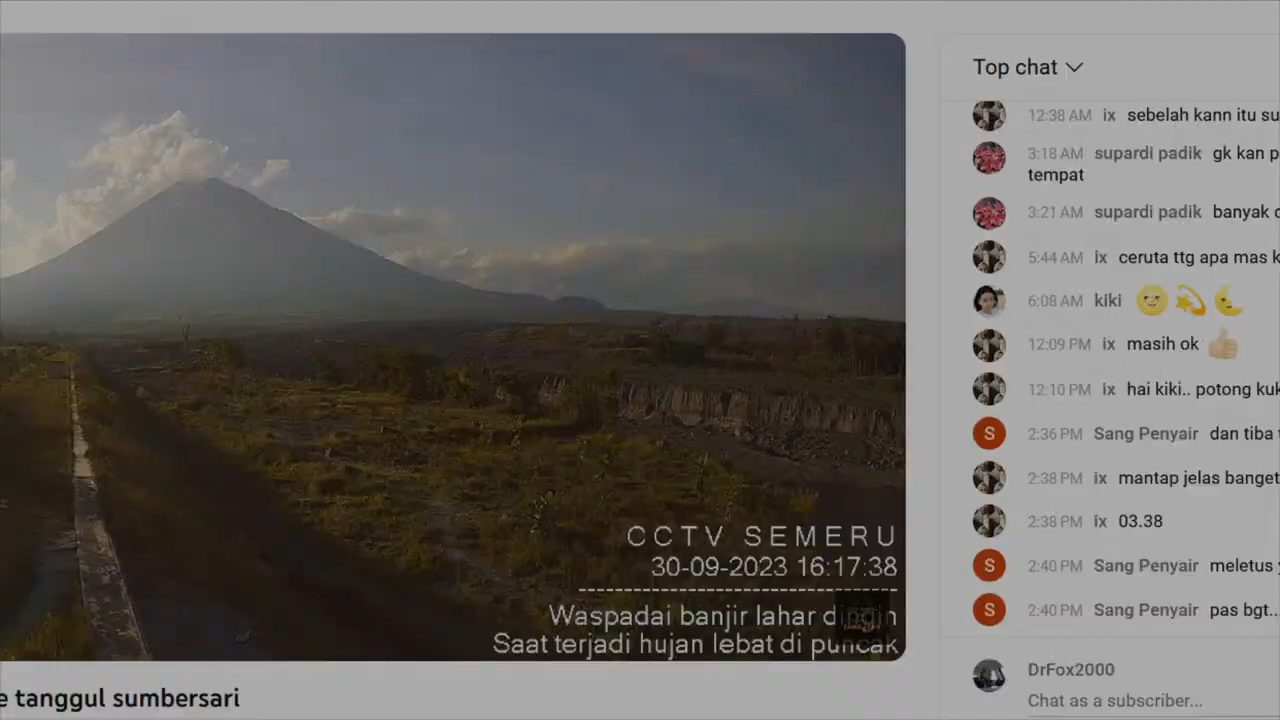 Top chat
12:38 AM ix sebelah kann itu su
3:18 AM supardi padik gk kan p
tempat
3:21 AM supardi padik banyak
5:44 AM ix ceruta ttg apa mas k
6:08 AM kiki
12:09 PM ix masih ok
12:10 PM ix hai kiki.. potong kuk
S 2:36 PM Sang Penyair dan tiba
2:38 PM ix mantap jelas banget
2:38 PM ix 03.38
S 2:40 PM Sang Penyair meletus
S 2:40 PM Sang Penyair pas bgt..
DrFox2000
Chat as a subscriber...
CCTV SEMERU
30-09-2023 16:17:38
Waspadai banjir lahar dingin
Saat terjadi hujan lebat di puncak
e tanggul sumbersari